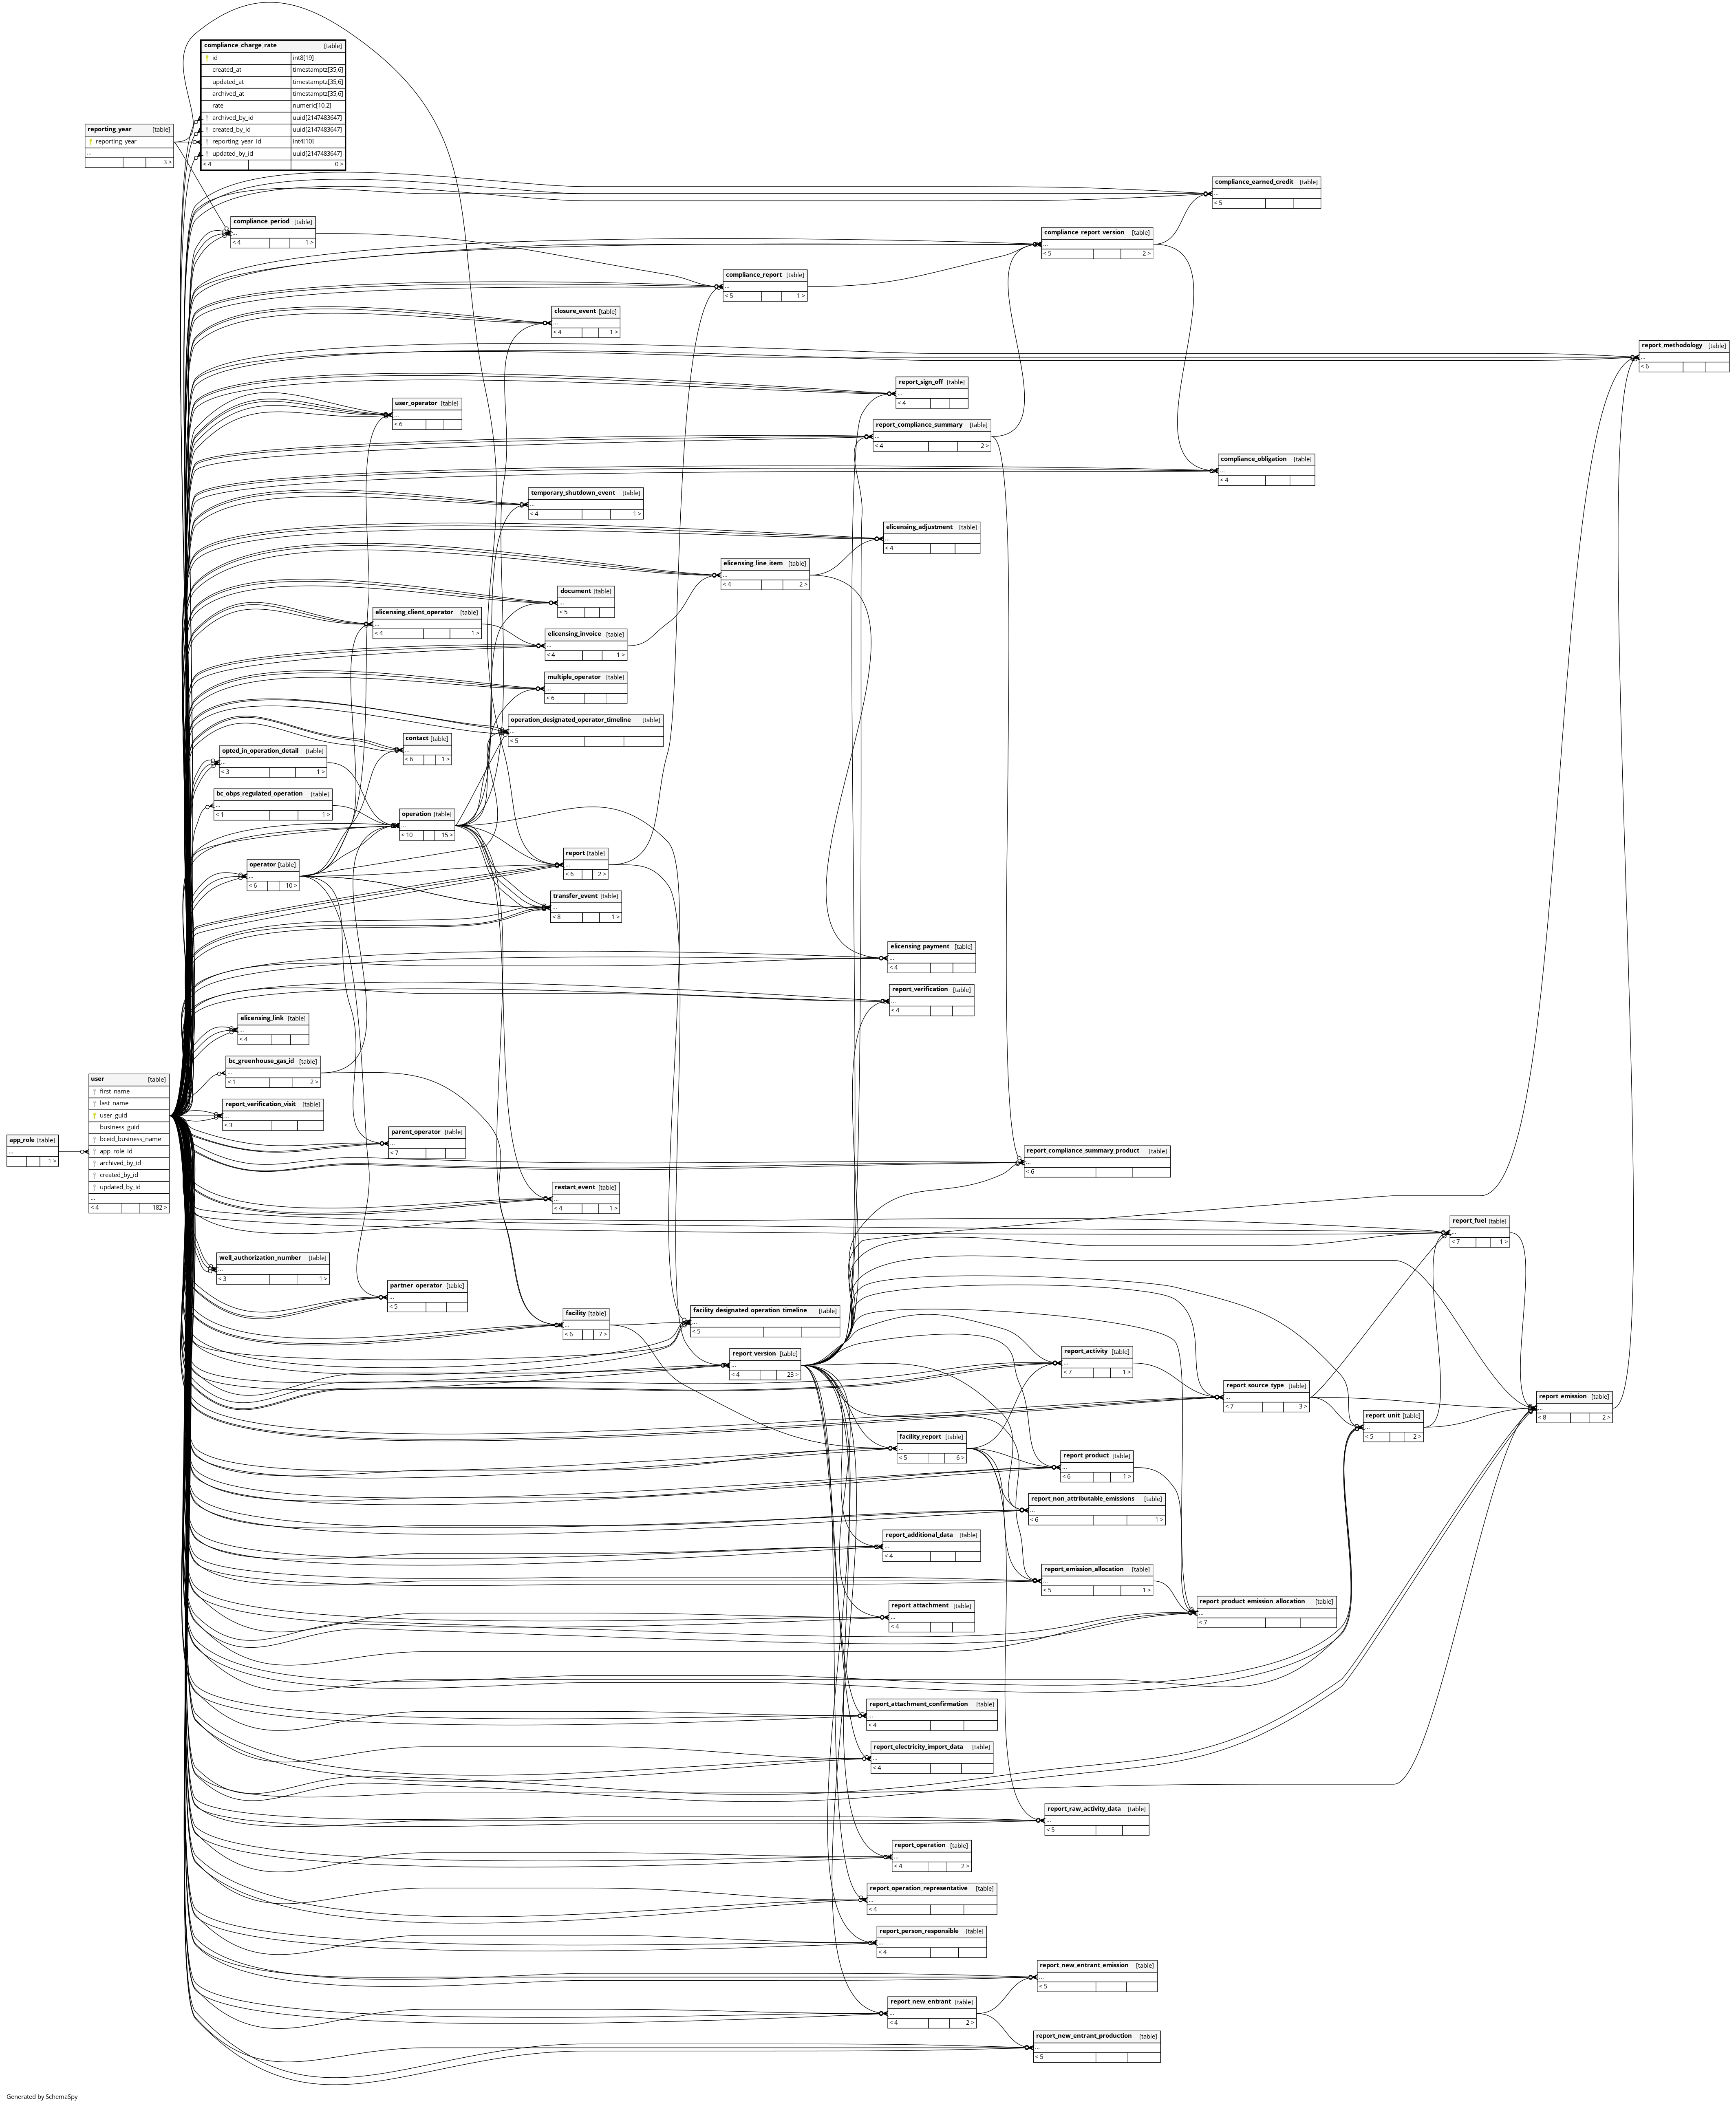 compliance_charge_rate [table]
id int8[19]
created_at timestamptz[35,6]
updated_at timestamptz[35,6]
archived_at timestamptz[35,6]
rate numeric[10,2]
archived_by_id uuid[2147483647]
created_by_id uuid[2147483647]
reporting_year_id int4[10]
updated_by_id uuid[2147483647]
< 4 0 >
reporting_year [table]
reporting_year
...
3 >
compliance_earned_credit [table]
...
< 5
compliance_period [table]
...
< 4 1 >
compliance_report_version [table]
...
< 5 2 >
compliance_report [table]
...
< 5 1 >
closure_event [table]
...
< 4 1 >
report_methodology [table]
...
< 6
report_sign_off [table]
...
< 4
user_operator [table]
...
< 6
report_compliance_summary [table]
...
< 4 2 >
compliance_obligation [table]
...
< 4
temporary_shutdown_event [table]
...
< 4 1 >
elicensing_adjustment [table]
...
< 4
elicensing_line_item [table]
...
< 4 2 >
document [table]
...
< 5
elicensing_client_operator [table]
...
< 4 1 >
elicensing_invoice [table]
...
< 4 1 >
multiple_operator [table]
...
< 6
operation_designated_operator_timeline [table]
...
< 5
contact [table]
...
< 6 1 >
opted_in_operation_detail [table]
...
< 3 1 >
bc_obps_regulated_operation [table]
...
< 1 1 >
operation [table]
...
< 10 15 >
report [table]
...
< 6 2 >
operator [table]
...
< 6 10 >
transfer_event [table]
...
< 8 1 >
elicensing_payment [table]
...
< 4
report_verification [table]
...
< 4
elicensing_link [table]
...
< 4
bc_greenhouse_gas_id [table]
...
< 1 2 >
user [table]
first_name
last_name
user_guid
business_guid
bceid_business_name
app_role_id
archived_by_id
created_by_id
updated_by_id
...
< 4 182 >
report_verification_visit [table]
...
< 3
app_role [table]
...
1 >
parent_operator [table]
...
< 7
report_compliance_summary_product [table]
...
< 6
restart_event [table]
...
< 4 1 >
report_fuel [table]
...
< 7 1 >
well_authorization_number [table]
...
< 3 1 >
partner_operator [table]
...
< 5
facility [table]
...
< 6 7 >
facility_designated_operation_timeline [table]
...
< 5
report_version [table]
...
< 4 23 >
report_activity [table]
...
< 7 1 >
report_source_type [table]
...
< 7 3 >
report_emission [table]
...
< 8 2 >
report_unit [table]
...
< 5 2 >
facility_report [table]
...
< 5 6 >
report_product [table]
...
< 6 1 >
report_non_attributable_emissions [table]
...
< 6 1 >
report_additional_data [table]
...
< 4
report_emission_allocation [table]
...
< 5 1 >
report_product_emission_allocation [table]
...
< 7
report_attachment [table]
...
< 4
report_attachment_confirmation [table]
...
< 4
report_electricity_import_data [table]
...
< 4
report_raw_activity_data [table]
...
< 5
report_operation [table]
...
< 4 2 >
report_operation_representative [table]
...
< 4
report_person_responsible [table]
...
< 4
report_new_entrant_emission [table]
...
< 5
report_new_entrant [table]
...
< 4 2 >
report_new_entrant_production [table]
...
< 5
Generated by SchemaSpy